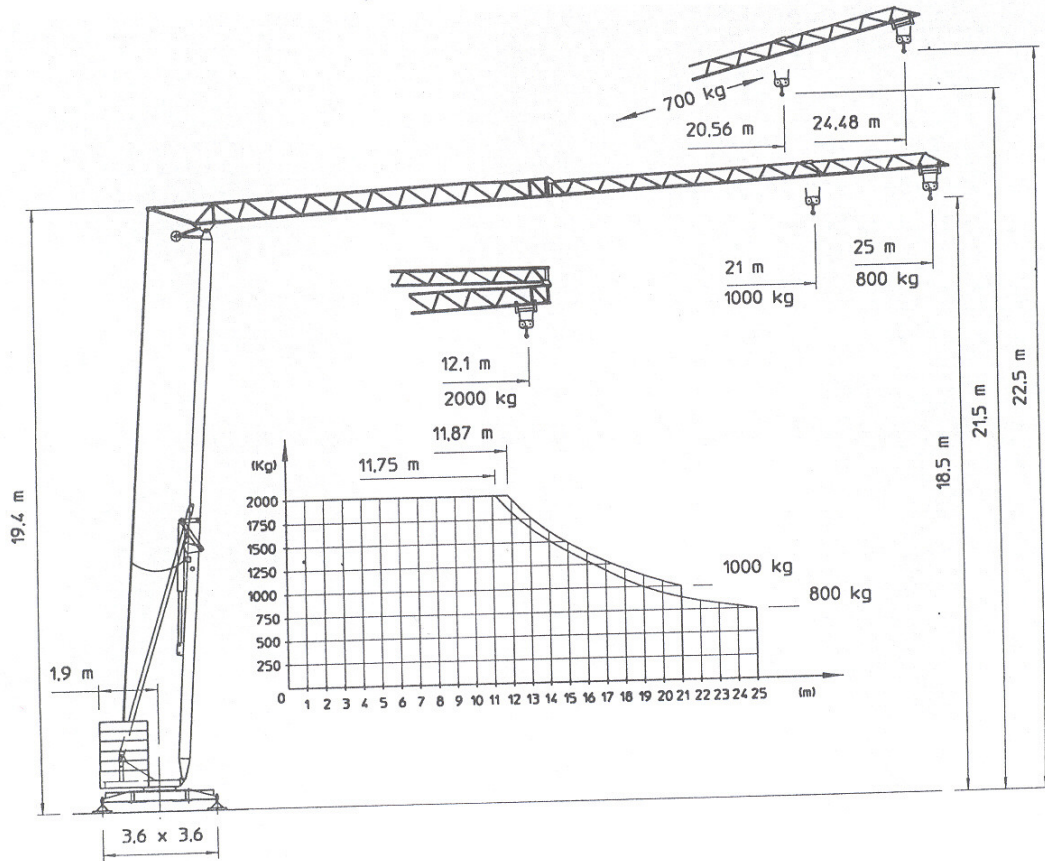 700 kg
20,56 m
24,48 m
21 m
1000 kg
25 m
800 kg
12,1 m
2000 kg
11,87 m
11,75 m
(Kg)
2000
1750
1500
1250
1000
750
500
250
0
1 2 3 4 5 6 7 8 9 10 11 12 13 14 15 16 17 18 19 20 21 22 23 24 25
(m)
1000 kg
800 kg
19.4 m
18.5 m
21.5 m
22.5 m
1,9 m
3,6 x 3,6